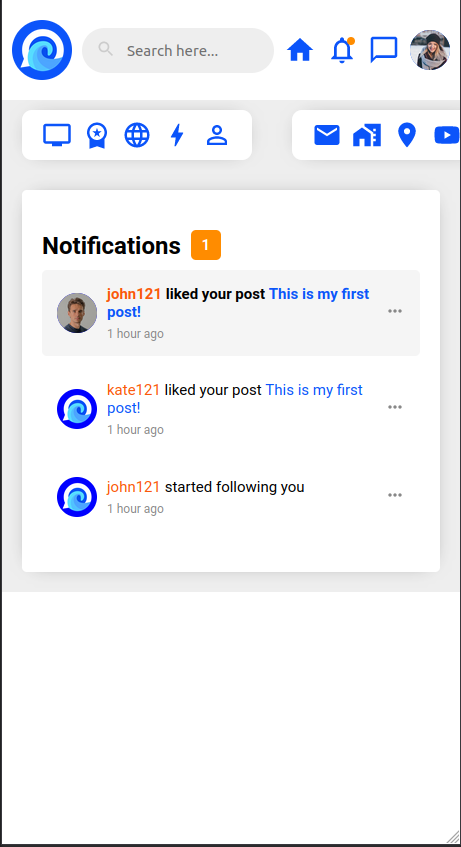 Search here...
Notifications 1
john121 liked your post This is my first
post!
1 hour ago
kate121 liked your post This is my first
post!
1 hour ago
john121 started following you
1 hour ago